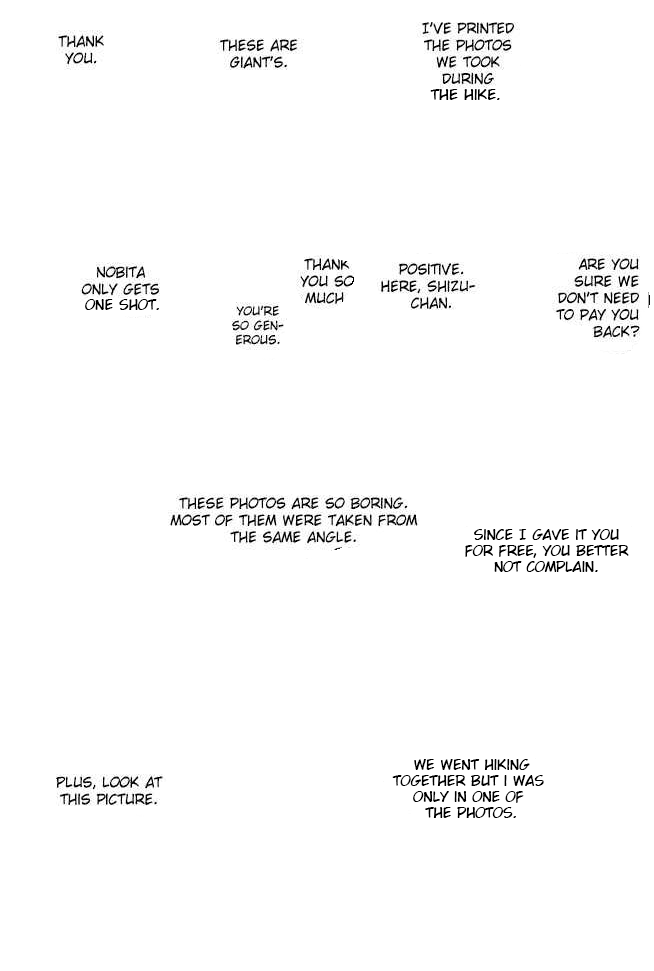 I'VE PRINTED
THE PHOTOS
WE TOOK
DURING
THE HIKE.
THESE ARE
GIANT'S.
THANK
YOU.
ARE YOU
SURE WE
DON'T NEED
TO PAY YOU
BACK?
POSITIVE.
HERE, SHIZU-
CHAN.
THANK
YOU SO
MUCH
YOU'RE
SO GEN-
EROUS.
NOBITA
ONLY GETS
ONE SHOT.
SINCE I GAVE IT YOU
FOR FREE, YOU BETTER
NOT COMPLAIN.
THESE PHOTOS ARE SO BORING.
MOST OF THEM WERE TAKEN FROM
THE SAME ANGLE.
WE WENT HIKING
TOGETHER BUT I WAS
ONLY IN ONE OF
THE PHOTOS.
PLUS, LOOK AT
THIS PICTURE.